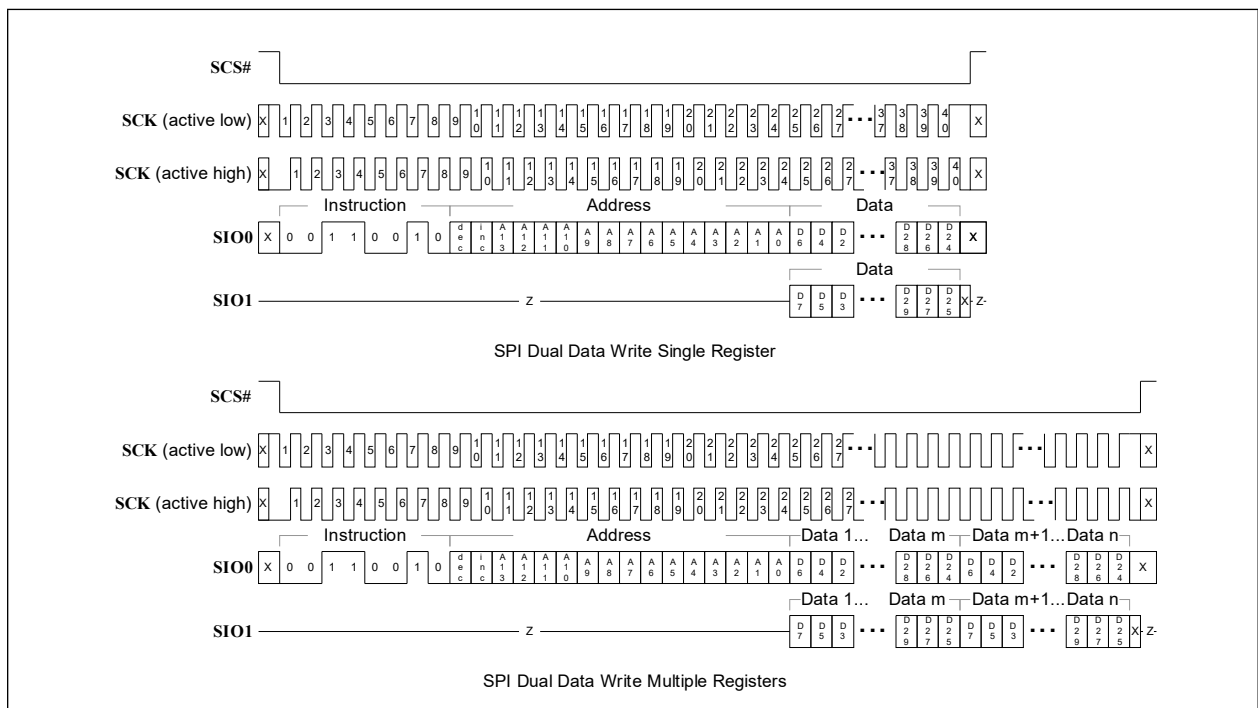 SCS#
SCK (active low) X 1 2 3 4 5 6 7 8 9 10 11 12 13 14 15 16 17 18 19 20 21 22 23 24 25 26 27 ... 37 38 39 40 X
SCK (active high) X 1 2 3 4 5 6 7 8 9 10 11 12 13 14 15 16 17 18 19 20 21 22 23 24 25 26 27 ... 37 38 39 40 X
Instruction Address Data
SIO0 X 0 0 1 1 0 0 1 0 dec inc A13 A12 A11 A10 A9 A8 A7 A6 A5 A4 A3 A2 A1 A0 D6 D4 D2 ... D28 D26 D24 X
Data
SIO1 Z D7 D5 D3 ... D29 D27 D25 X Z
SPI Dual Data Write Single Register
SCS#
SCK (active low) X 1 2 3 4 5 6 7 8 9 10 11 12 13 14 15 16 17 18 19 20 21 22 23 24 25 26 27 ... ... X
SCK (active high) X 1 2 3 4 5 6 7 8 9 10 11 12 13 14 15 16 17 18 19 20 21 22 23 24 25 26 27 ... ... X
Instruction Address Data 1... Data m Data m+1... Data n
SIO0 X 0 0 1 1 0 0 1 0 dec inc A13 A12 A11 A10 A9 A8 A7 A6 A5 A4 A3 A2 A1 A0 D6 D4 D2 ... D28 D26 D24 D6 D4 D2 ... D28 D26 D24 X
Data 1... Data m Data m+1... Data n
SIO1 Z D7 D5 D3 ... D29 D27 D25 D7 D5 D3 ... D29 D27 D25 X Z
SPI Dual Data Write Multiple Registers